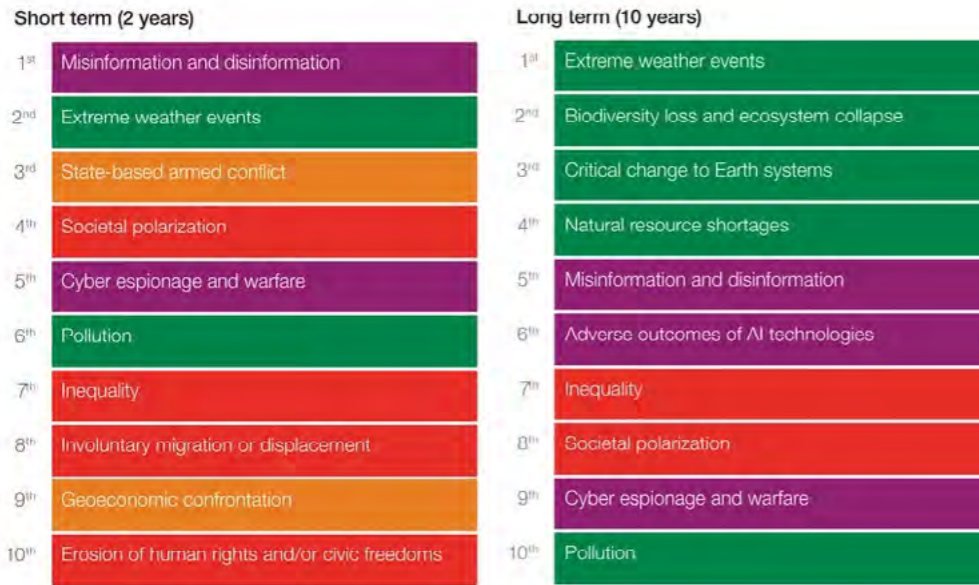 Short term (2 years)
1st Misinformation and disinformation
2nd Extreme weather events
3rd State-based armed conflict
4th Societal polarization
5th Cyber espionage and warfare
6th Pollution
7th Inequality
8th Involuntary migration or displacement
9th Geoeconomic confrontation
10th Erosion of human rights and/or civic freedoms
Long term (10 years)
1st Extreme weather events
2nd Biodiversity loss and ecosystem collapse
3rd Critical change to Earth systems
4th Natural resource shortages
5th Misinformation and disinformation
6th Adverse outcomes of AI technologies
7th Inequality
8th Societal polarization
9th Cyber espionage and warfare
10th Pollution